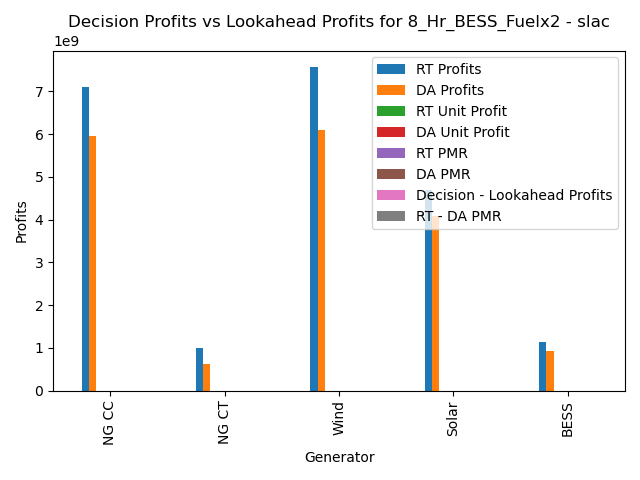 Decision Profits vs Lookahead Profits for 8_Hr_BESS_Fuelx2 - slac
1e9
RT Profits
DA Profits
RT Unit Profit
DA Unit Profit
RT PMR
DA PMR
Decision - Lookahead Profits
RT - DA PMR
7
6
5
4
3
2
1
0
Profits
NG CC
NG CT
Wind
Solar
BESS
Generator